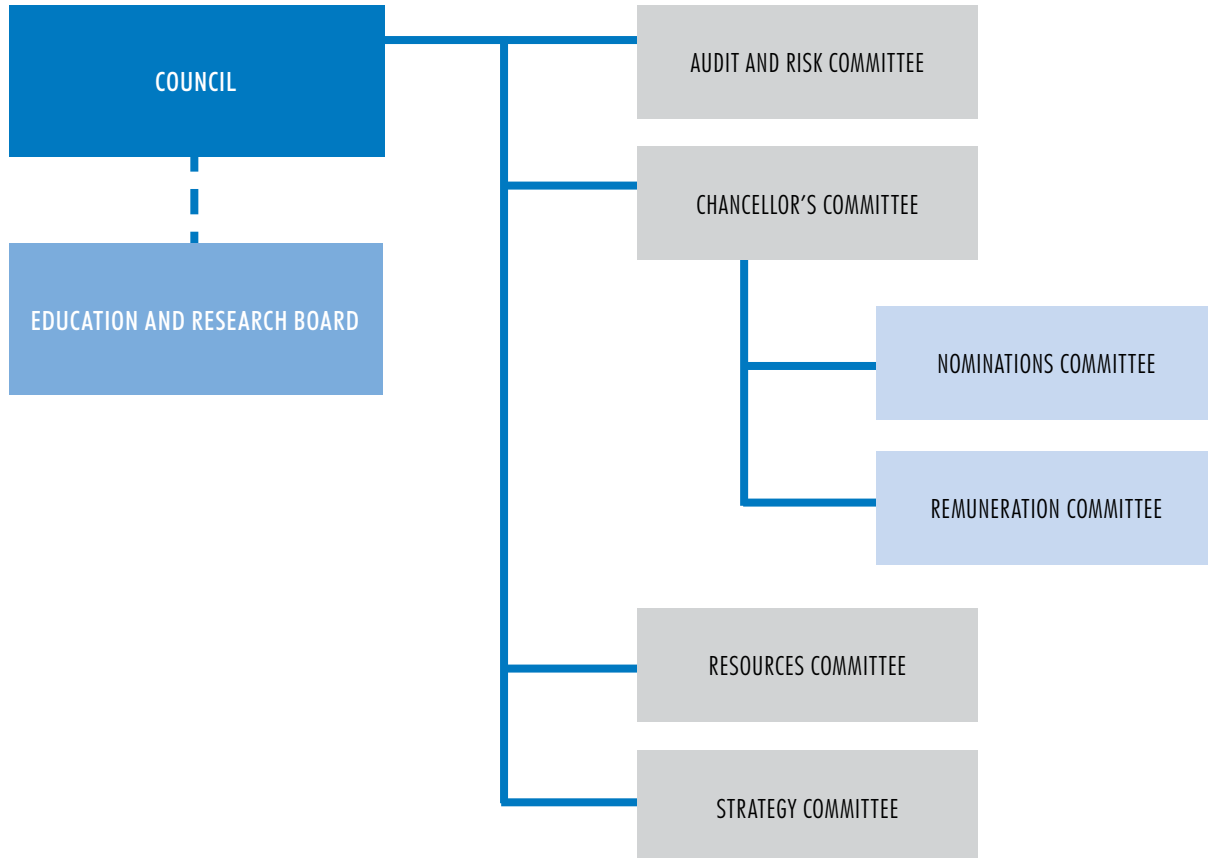 COUNCIL
EDUCATION AND RESEARCH BOARD
AUDIT AND RISK COMMITTEE
CHANCELLOR’S COMMITTEE
NOMINATIONS COMMITTEE
REMUNERATION COMMITTEE
RESOURCES COMMITTEE
STRATEGY COMMITTEE